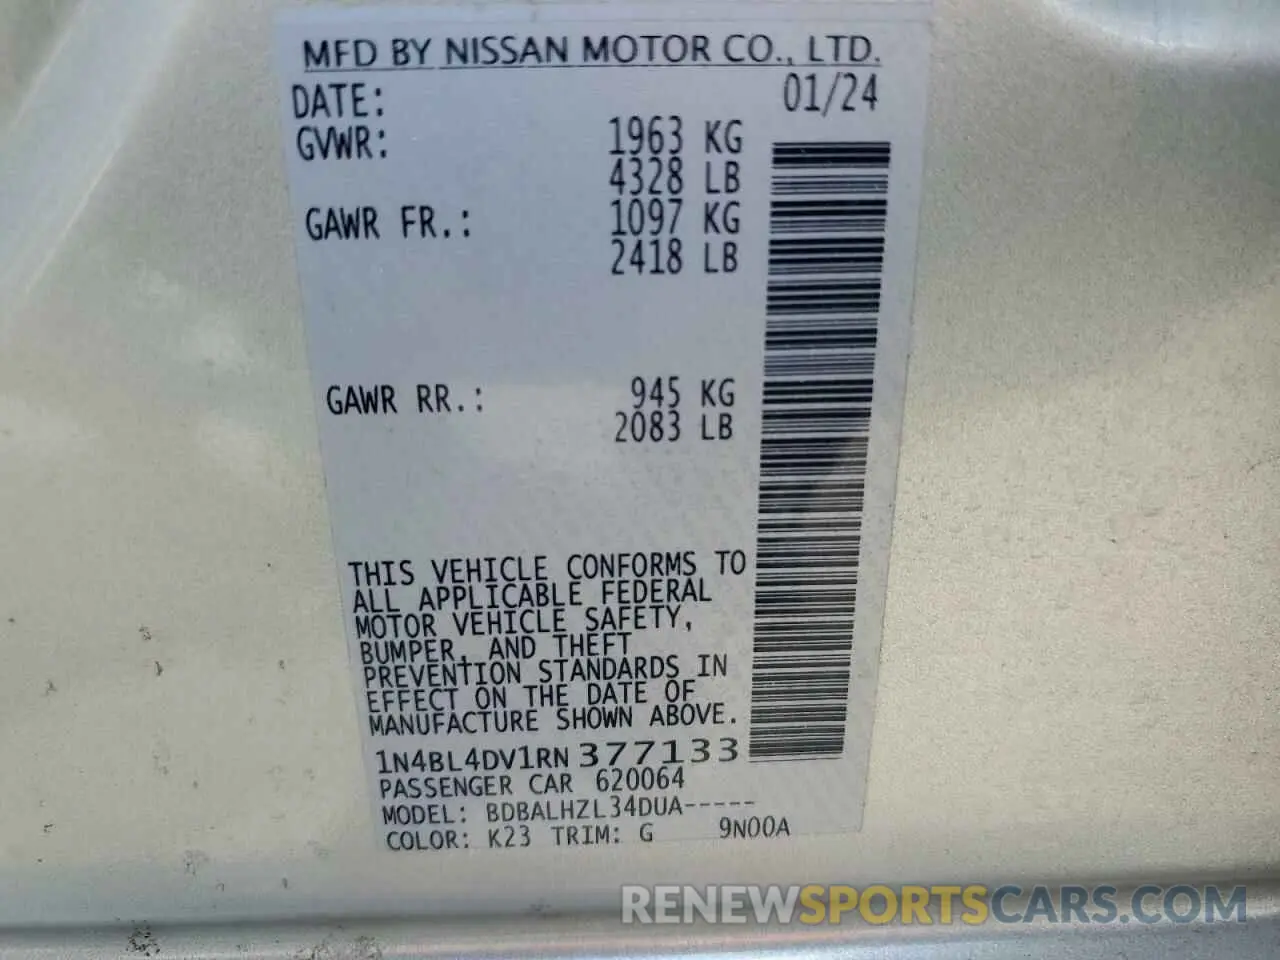 MFD BY NISSAN MOTOR CO., LTD.
DATE: 01/24
GVWR: 1963 KG
4328 LB
GAWR FR.: 1097 KG
2418 LB
GAWR RR.: 945 KG
2083 LB
THIS VEHICLE CONFORMS TO
ALL APPLICABLE FEDERAL
MOTOR VEHICLE SAFETY,
BUMPER, AND THEFT
PREVENTION STANDARDS IN
EFFECT ON THE DATE OF
MANUFACTURE SHOWN ABOVE.
1N4BL4DV1RN377133
PASSENGER CAR 620064
MODEL: BDBALHZL34DUA-----
COLOR: K23 TRIM: G 9N00A
RENEWSPORTSCARS.COM